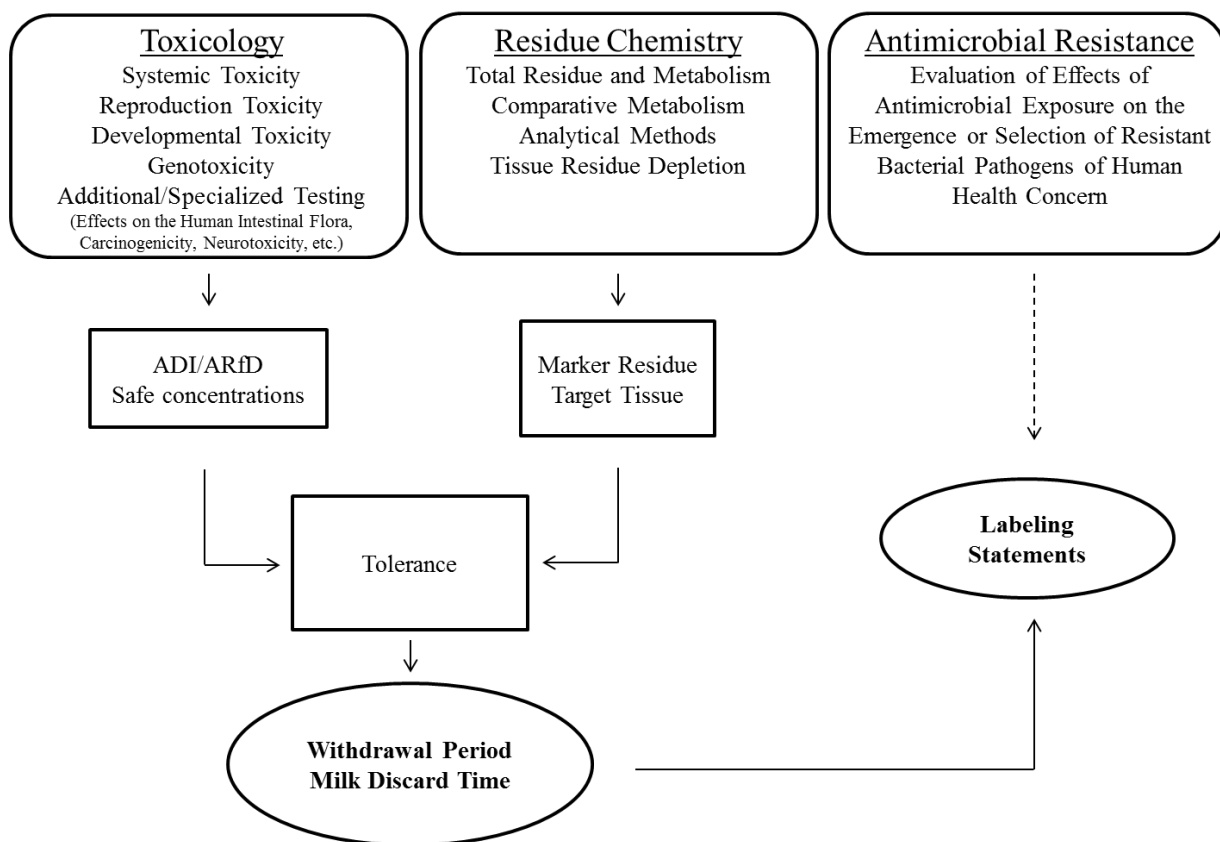 Toxicology
Systemic Toxicity
Reproduction Toxicity
Developmental Toxicity
Genotoxicity
Additional/Specialized Testing
(Effects on the Human Intestinal Flora,
Carcinogenicity, Neurotoxicity, etc.)
Residue Chemistry
Total Residue and Metabolism
Comparative Metabolism
Analytical Methods
Tissue Residue Depletion
Antimicrobial Resistance
Evaluation of Effects of
Antimicrobial Exposure on the
Emergence or Selection of Resistant
Bacterial Pathogens of Human
Health Concern
ADI/ARfD
Safe concentrations
Marker Residue
Target Tissue
Tolerance
Labeling
Statements
Withdrawal Period
Milk Discard Time